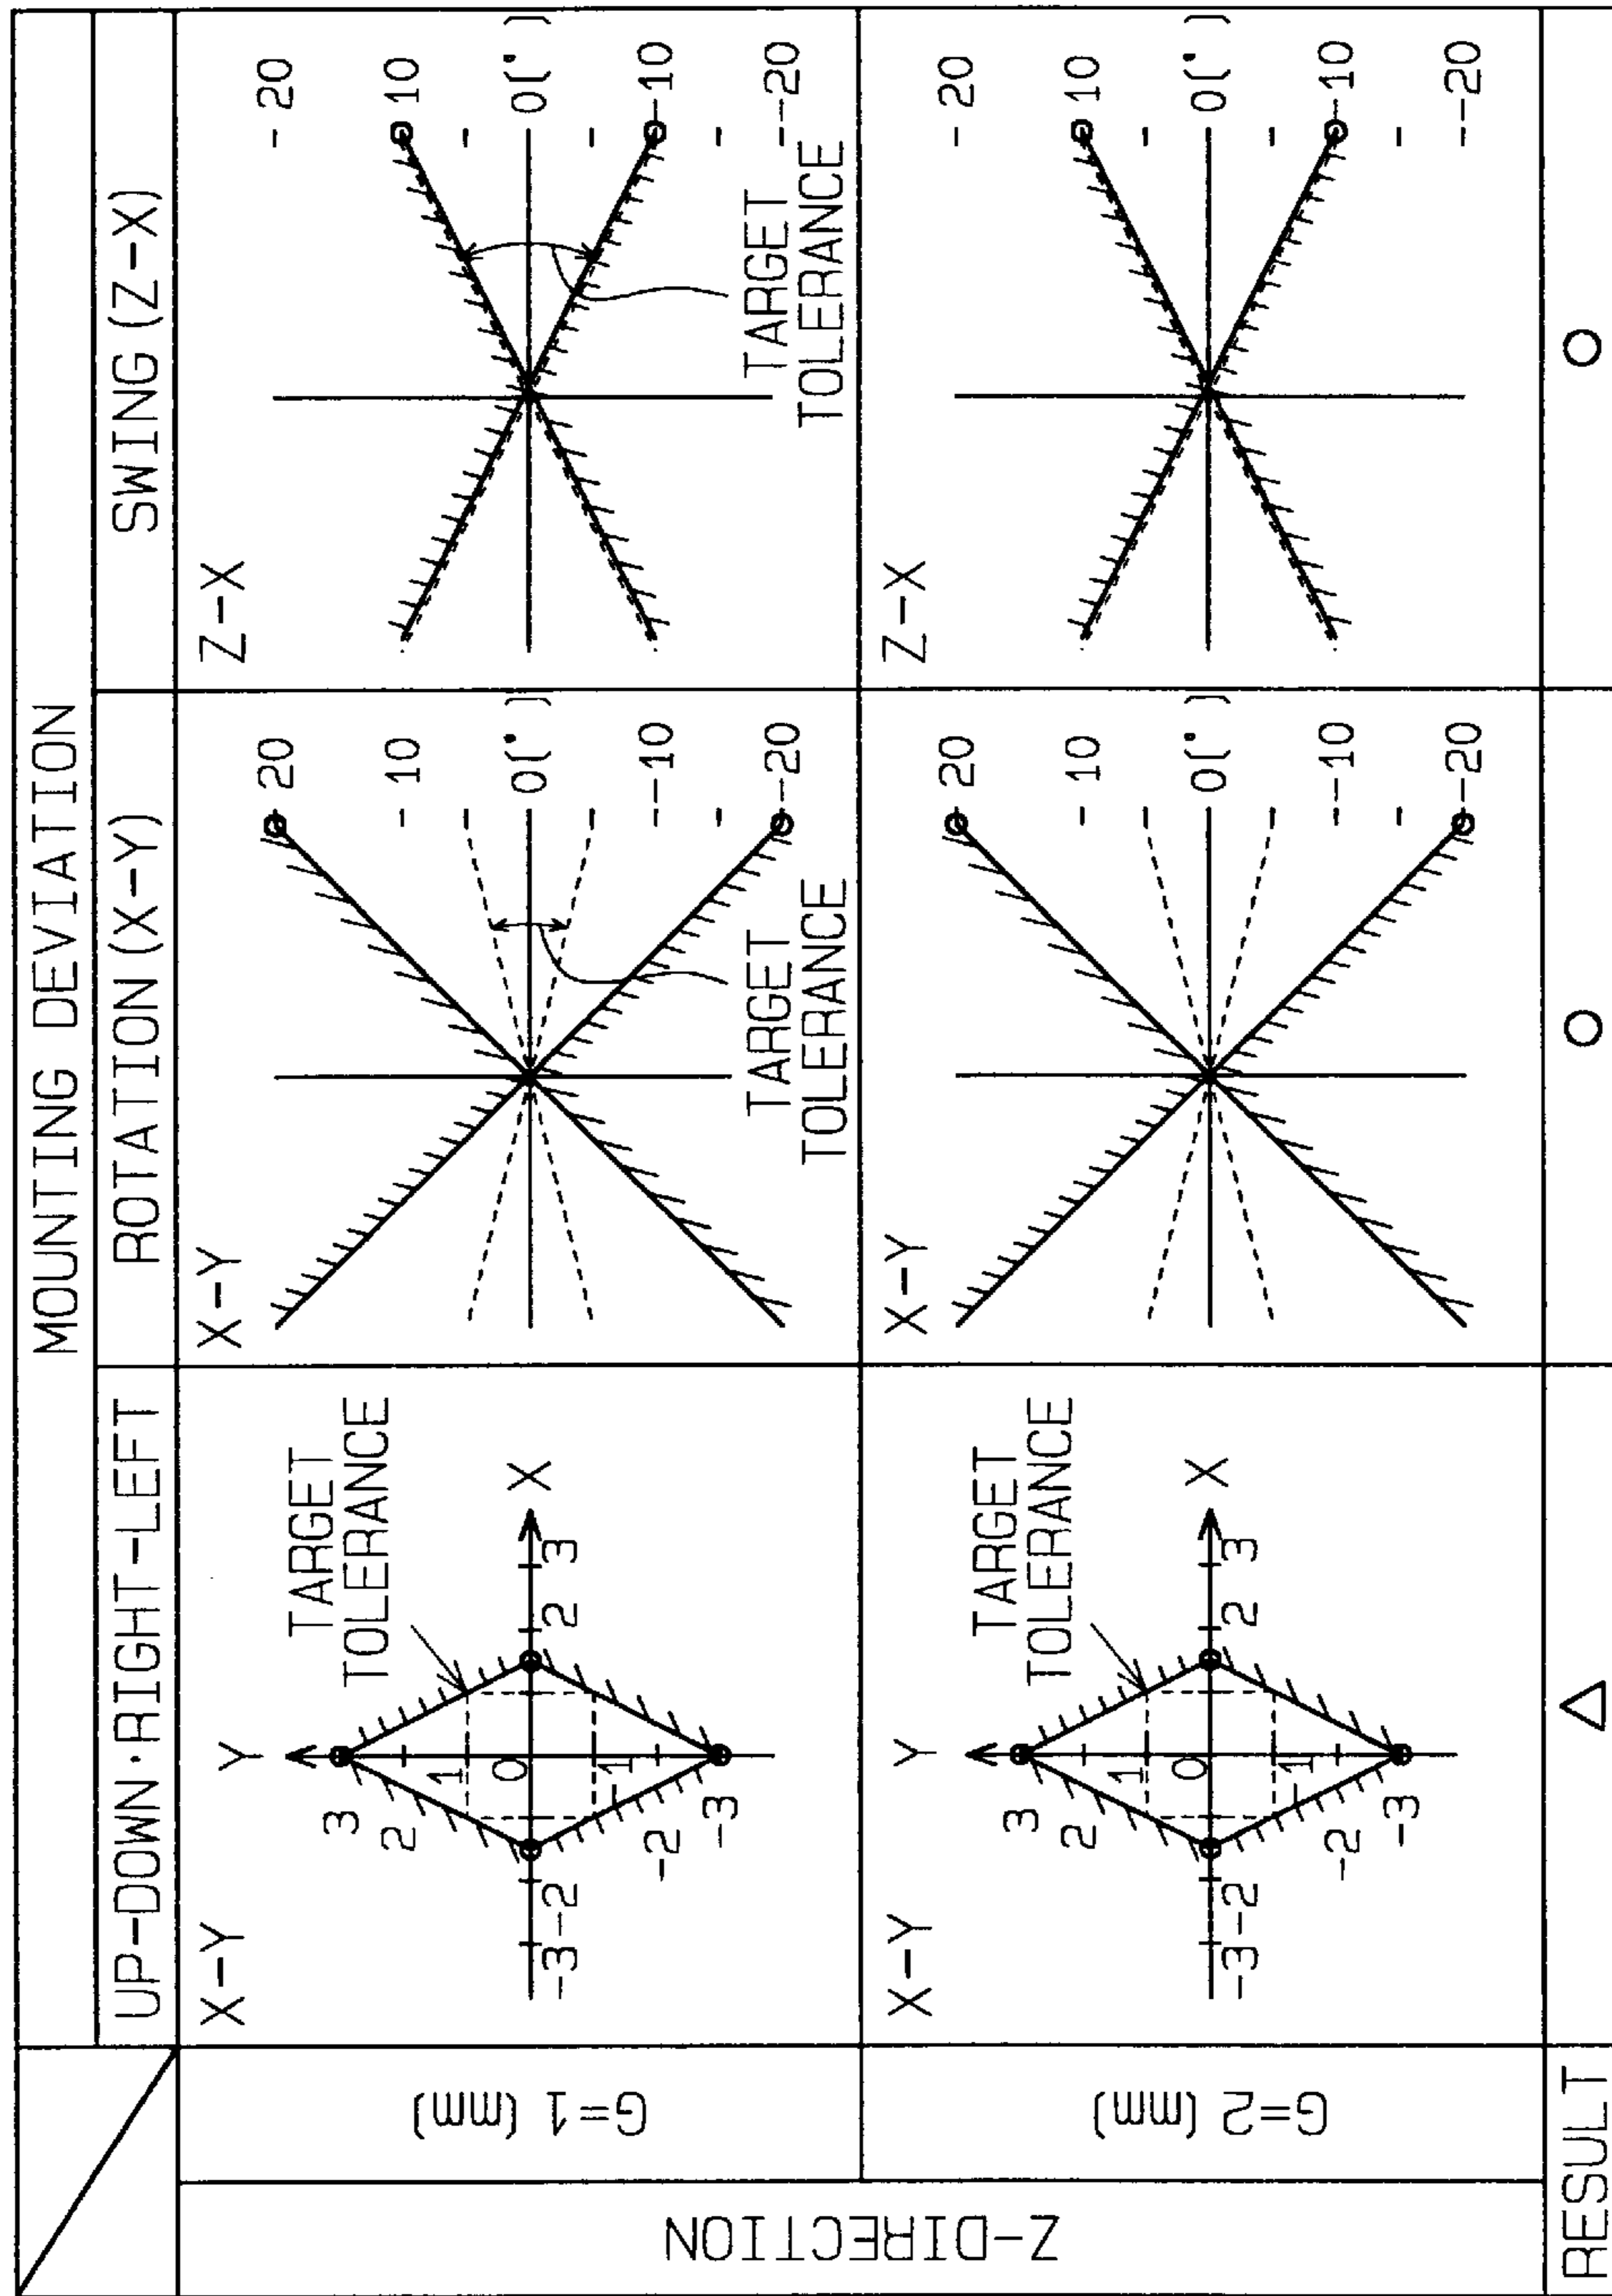 MOUNTING DEVIATION
UP-DOWN·RIGHT-LEFT
ROTATION (X-Y)
SWING (Z-X)
Z-DIRECTION
G=1 (mm)
X-Y
Y
3
2
1
0
-1
-2
-3
-3
-2
2
3
X
TARGET
TOLERANCE
X-Y
20
10
0(°)
-10
-20
TARGET
TOLERANCE
Z-X
20
10
0(°)
-10
-20
TARGET
TOLERANCE
G=2 (mm)
X-Y
Y
3
2
1
0
-1
-2
-3
-3
-2
2
3
X
TARGET
TOLERANCE
X-Y
20
10
0(°)
-10
-20
Z-X
20
10
0(°)
-10
-20
RESULT
△
○
○